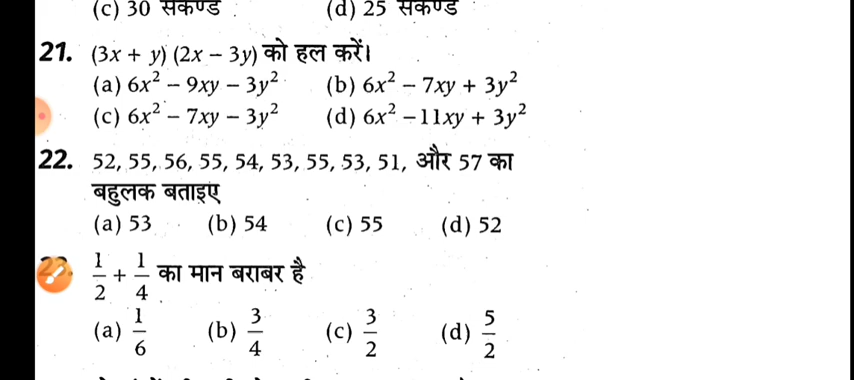 (c) 30 सेकण्ड (d) 25 सेकण्ड
21. (3x + y) (2x – 3y) को हल करें।
(a) 6x² – 9xy – 3y² (b) 6x² – 7xy + 3y²
(c) 6x² – 7xy – 3y² (d) 6x² –11xy + 3y²
22. 52, 55, 56, 55, 54, 53, 55, 53, 51, और 57 का
बहुलक बताइए
(a) 53 (b) 54 (c) 55 (d) 52
1/2 + 1/4 का मान बराबर है
(a) 1/6 (b) 3/4 (c) 3/2 (d) 5/2